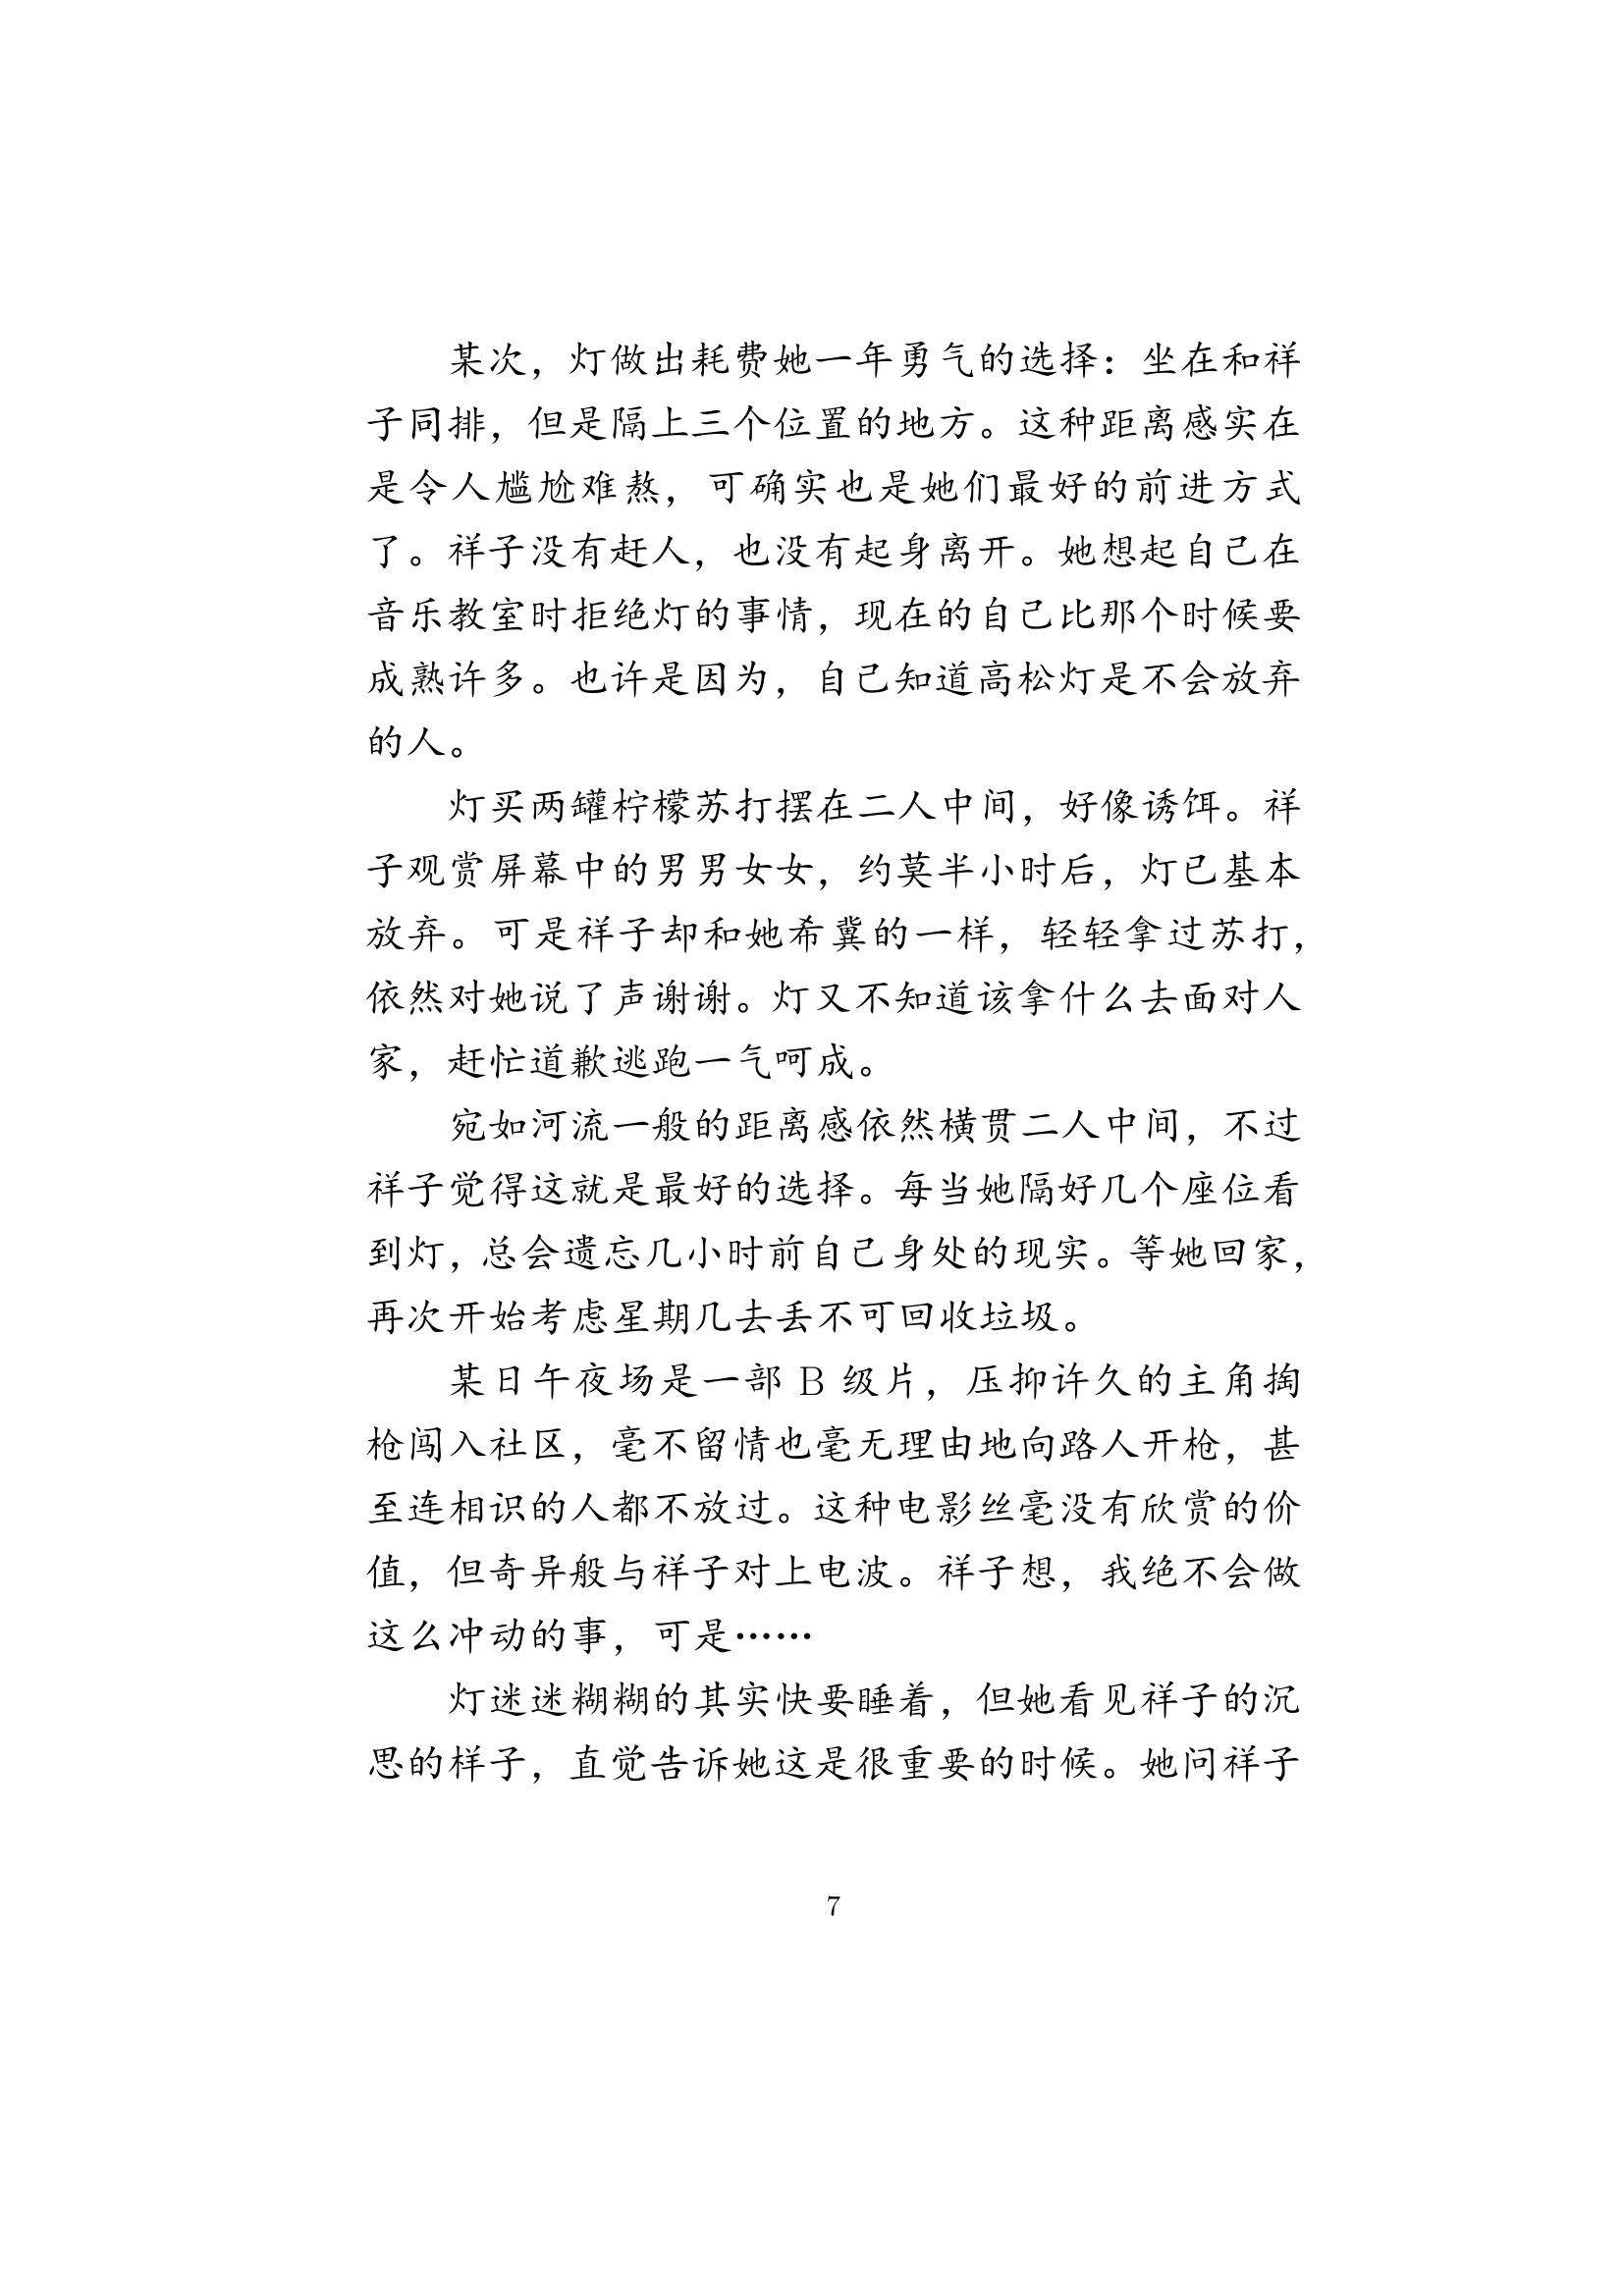 某次，灯做出耗费她一年勇气的选择：坐在和祥
子同排，但是隔上三个位置的地方。这种距离感实在
是令人尴尬难熬，可确实也是她们最好的前进方式
了。祥子没有赶人，也没有起身离开。她想起自己在
音乐教室时拒绝灯的事情，现在的自己比那个时候要
成熟许多。也许是因为，自己知道高松灯是不会放弃
的人。
灯买两罐柠檬苏打摆在二人中间，好像诱饵。祥
子观赏屏幕中的男男女女，约莫半小时后，灯已基本
放弃。可是祥子却和她希冀的一样，轻轻拿过苏打，
依然对她说了声谢谢。灯又不知道该拿什么去面对人
家，赶忙道歉逃跑一气呵成。
宛如河流一般的距离感依然横贯二人中间，不过
祥子觉得这就是最好的选择。每当她隔好几个座位看
到灯，总会遗忘几小时前自己身处的现实。等她回家，
再次开始考虑星期几去丢不可回收垃圾。
某日午夜场是一部 B 级片，压抑许久的主角掏
枪闯入社区，毫不留情也毫无理由地向路人开枪，甚
至连相识的人都不放过。这种电影丝毫没有欣赏的价
值，但奇异般与祥子对上电波。祥子想，我绝不会做
这么冲动的事，可是……
灯迷迷糊糊的其实快要睡着，但她看见祥子的沉
思的样子，直觉告诉她这是很重要的时候。她问祥子
7